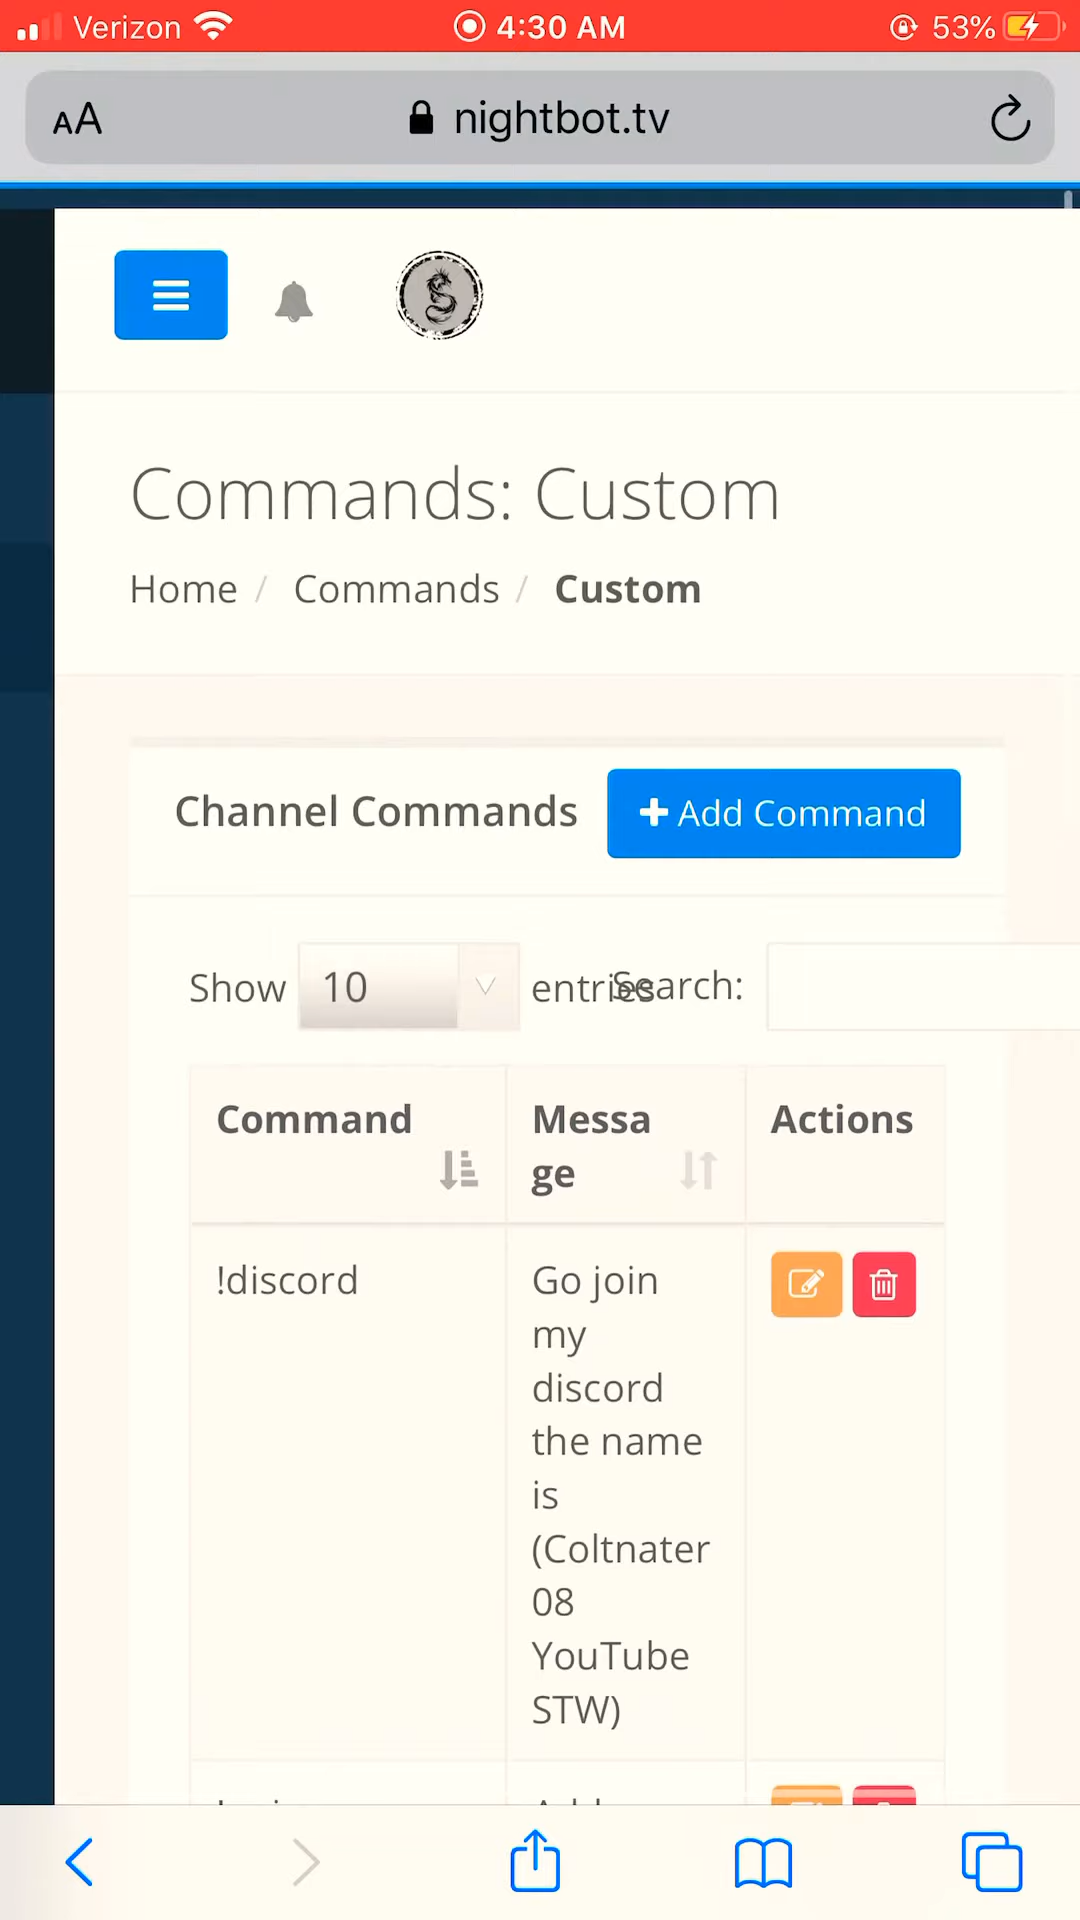 Verizon 4:30 AM 53%
AA nightbot.tv
Commands: Custom
Home / Commands / Custom
Channel Commands + Add Command
Show 10 entries Search:
Command Messa Actions
ge
!discord Go join
my
discord
the name
is
(Coltnater
08
YouTube
STW)